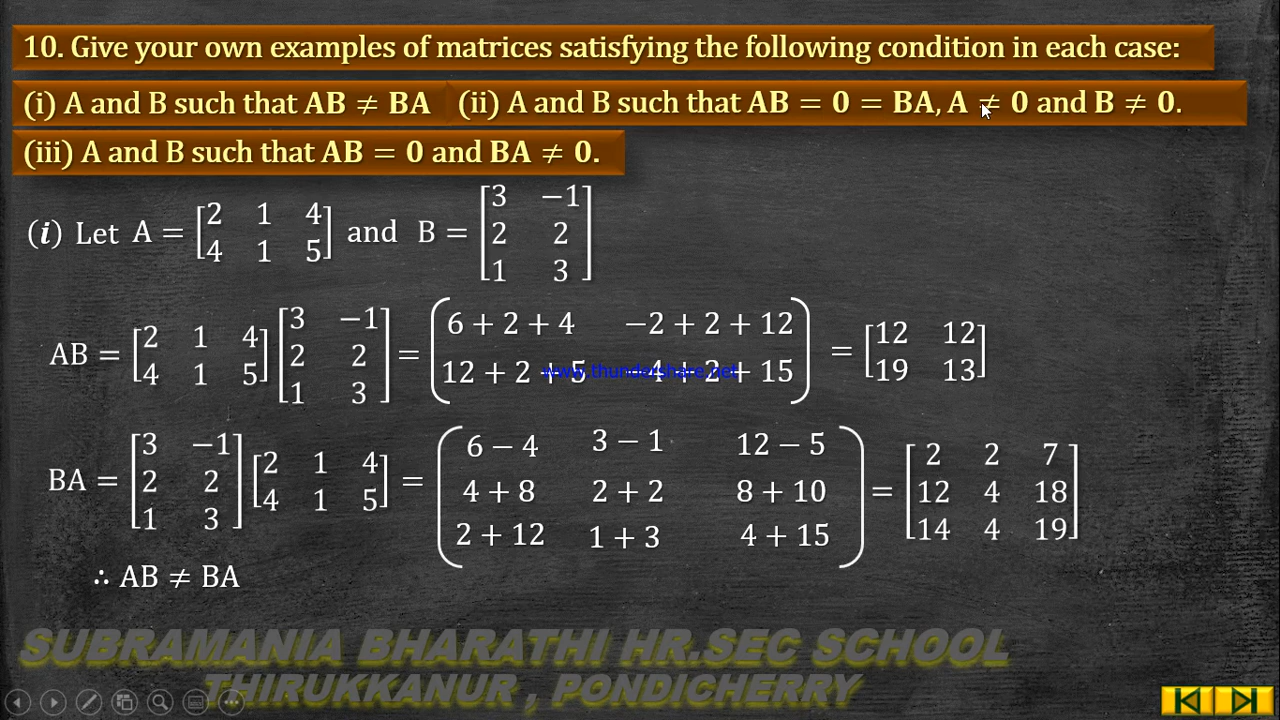 10. Give your own examples of matrices satisfying the following condition in each case:
(i) A and B such that AB ≠ BA (ii) A and B such that AB = 0 = BA, A ≠ 0 and B ≠ 0.
(iii) A and B such that AB = 0 and BA ≠ 0.
(i) Let A = [2 1 4; 4 1 5] and B = [3 −1; 2 2; 1 3]
AB = [2 1 4; 4 1 5] [3 −1; 2 2; 1 3] = (6 + 2 + 4 −2 + 2 + 12; 12 + 2 + 5 −4 + 2 + 15) = [12 12; 19 13]
www.thundershare.net
BA = [3 −1; 2 2; 1 3] [2 1 4; 4 1 5] = (6 − 4 3 − 1 12 − 5; 4 + 8 2 + 2 8 + 10; 2 + 12 1 + 3 4 + 15) = [2 2 7; 12 4 18; 14 4 19]
∴ AB ≠ BA
SUBRAMANIA BHARATHI HR.SEC SCHOOL
THIRUKKANUR , PONDICHERRY